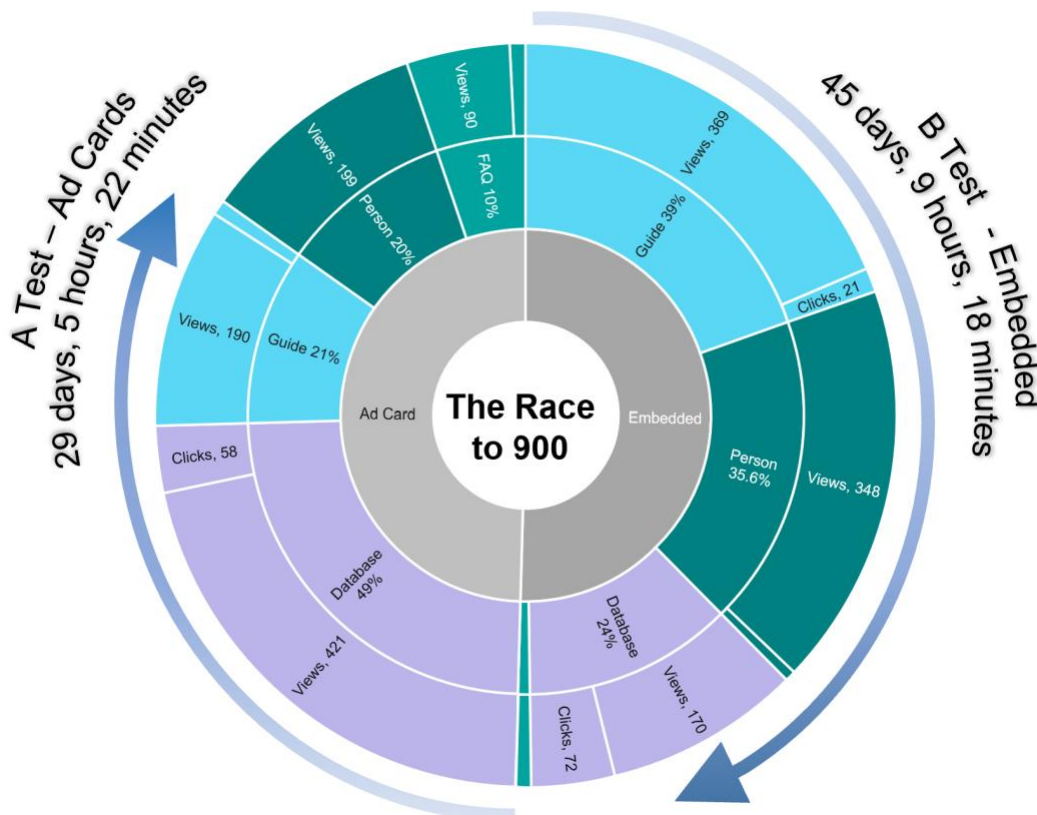 The Race
to 900
A Test – Ad Cards
29 days, 5 hours, 22 minutes
B Test - Embedded
45 days, 9 hours, 18 minutes
Embedded
Guide 39%
Views, 369
Clicks, 21
Person
35.6%
Views, 348
Database
24%
Views, 170
Clicks, 72
Ad Card
Database
49%
Views, 421
Clicks, 58
Guide 21%
Views, 190
Person 20%
Views, 199
FAQ 10%
Views, 90